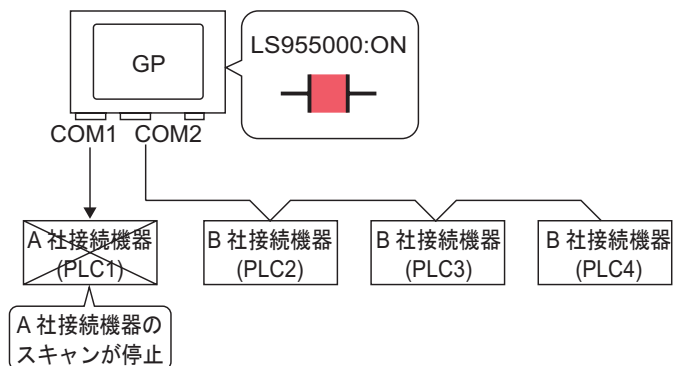 GP
LS955000:ON
COM1 COM2
A 社接続機器
(PLC1)
B 社接続機器
(PLC2)
B 社接続機器
(PLC3)
B 社接続機器
(PLC4)
A 社接続機器の
スキャンが停止